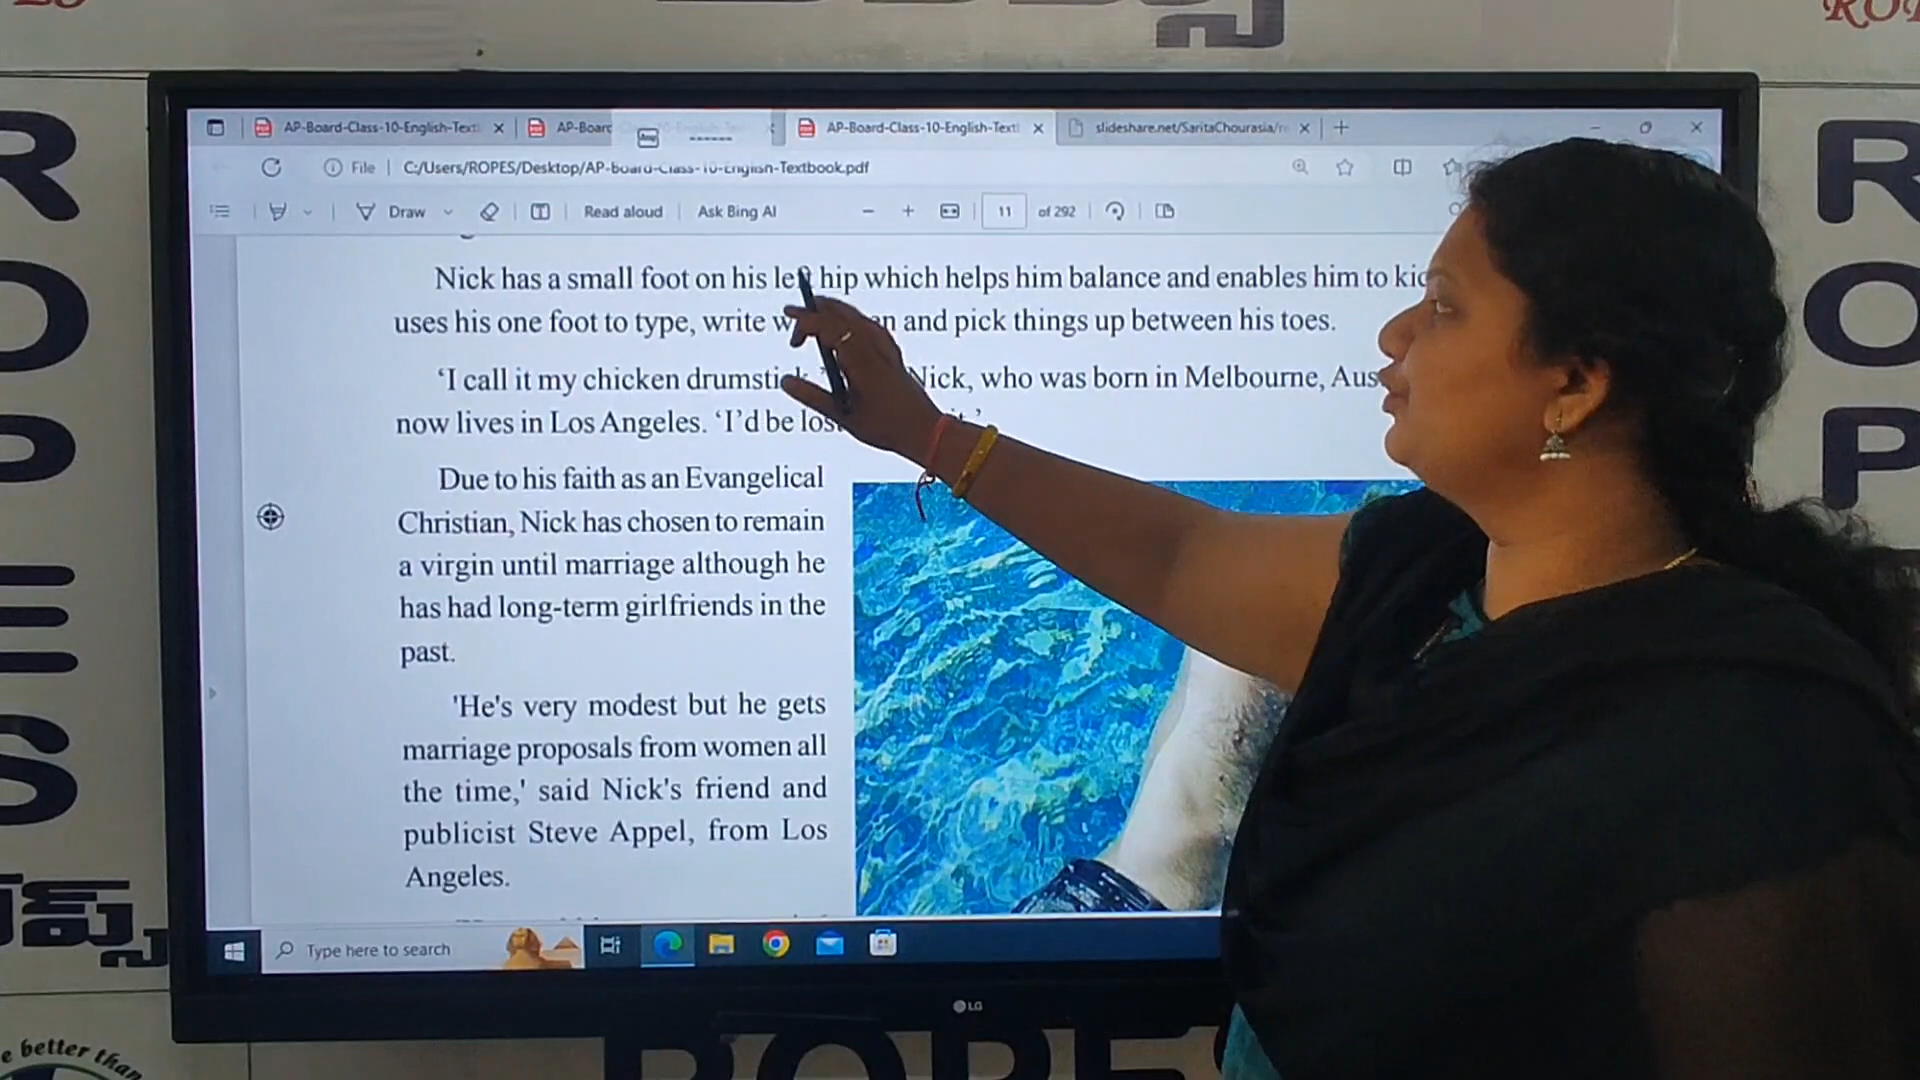 ROPES
AP-Board-Class-10-English-Text
AP-Board
AP-Board-Class-10-English-Text
slideshare.net/SaritaChourasia/r
File
C:/Users/ROPES/Desktop/AP-Board-Class-10-English-Textbook.pdf
Draw
Read aloud
Ask Bing AI
11
of 292
Nick has a small foot on his left hip which helps him balance and enables him to
uses his one foot to type, write and pick things up between his toes.
‘I call it my chicken Nick, who was born in Melbourne,
now lives in Los Angeles. ‘I’d be
Due to his faith as an Evangelical
Christian, Nick has chosen to remain
a virgin until marriage although he
has had long-term girlfriends in the
past.
'He's very modest but he gets
marriage proposals from women all
the time,' said Nick's friend and
publicist Steve Appel, from Los
Angeles.
Type here to search
LG
ROP
better than
ROPES